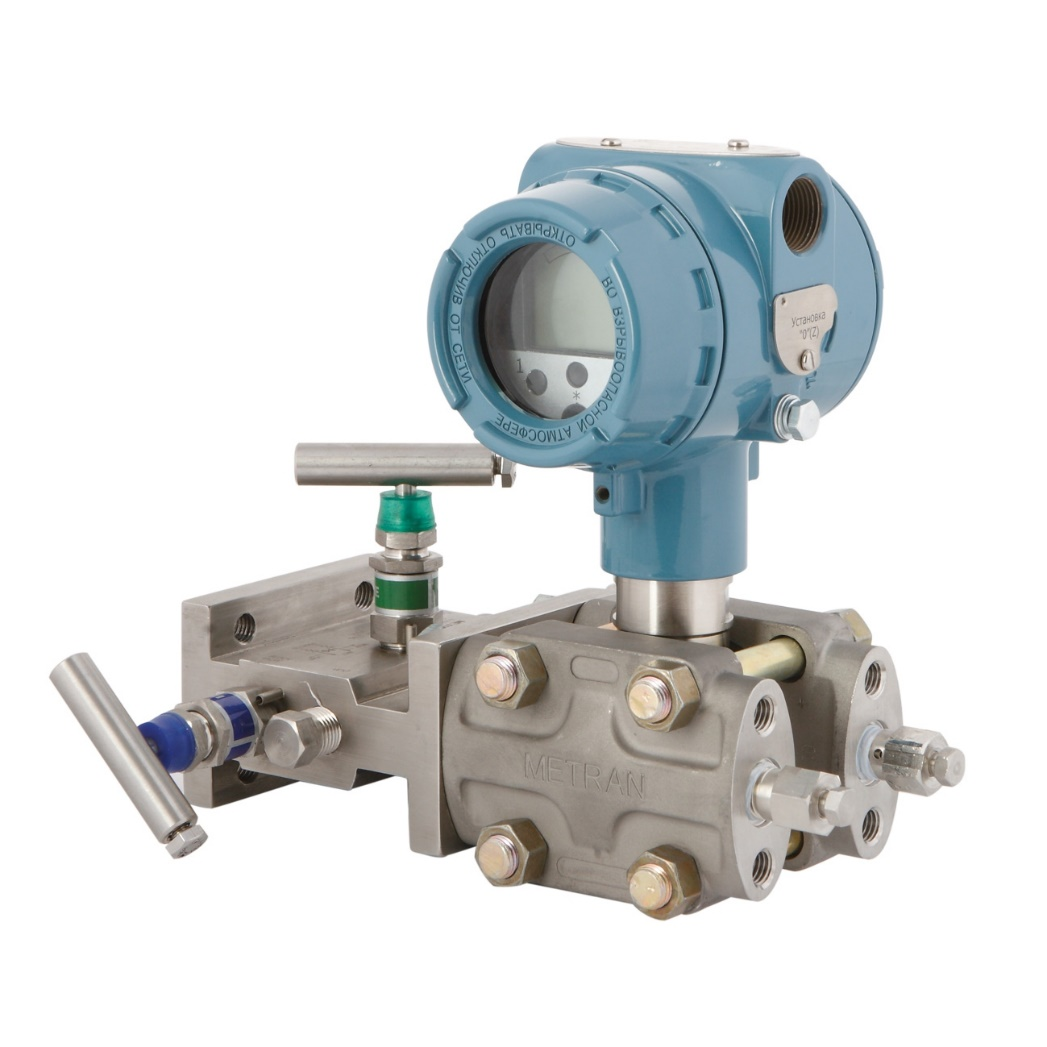 ВО ВЗРЫВООПАСНОЙ АТМОСФЕРЕ
ОТКРЫВАТЬ ОТКЛЮЧИВ ОТ СЕТИ
1
*
Установка
"0"(Z)
METRAN